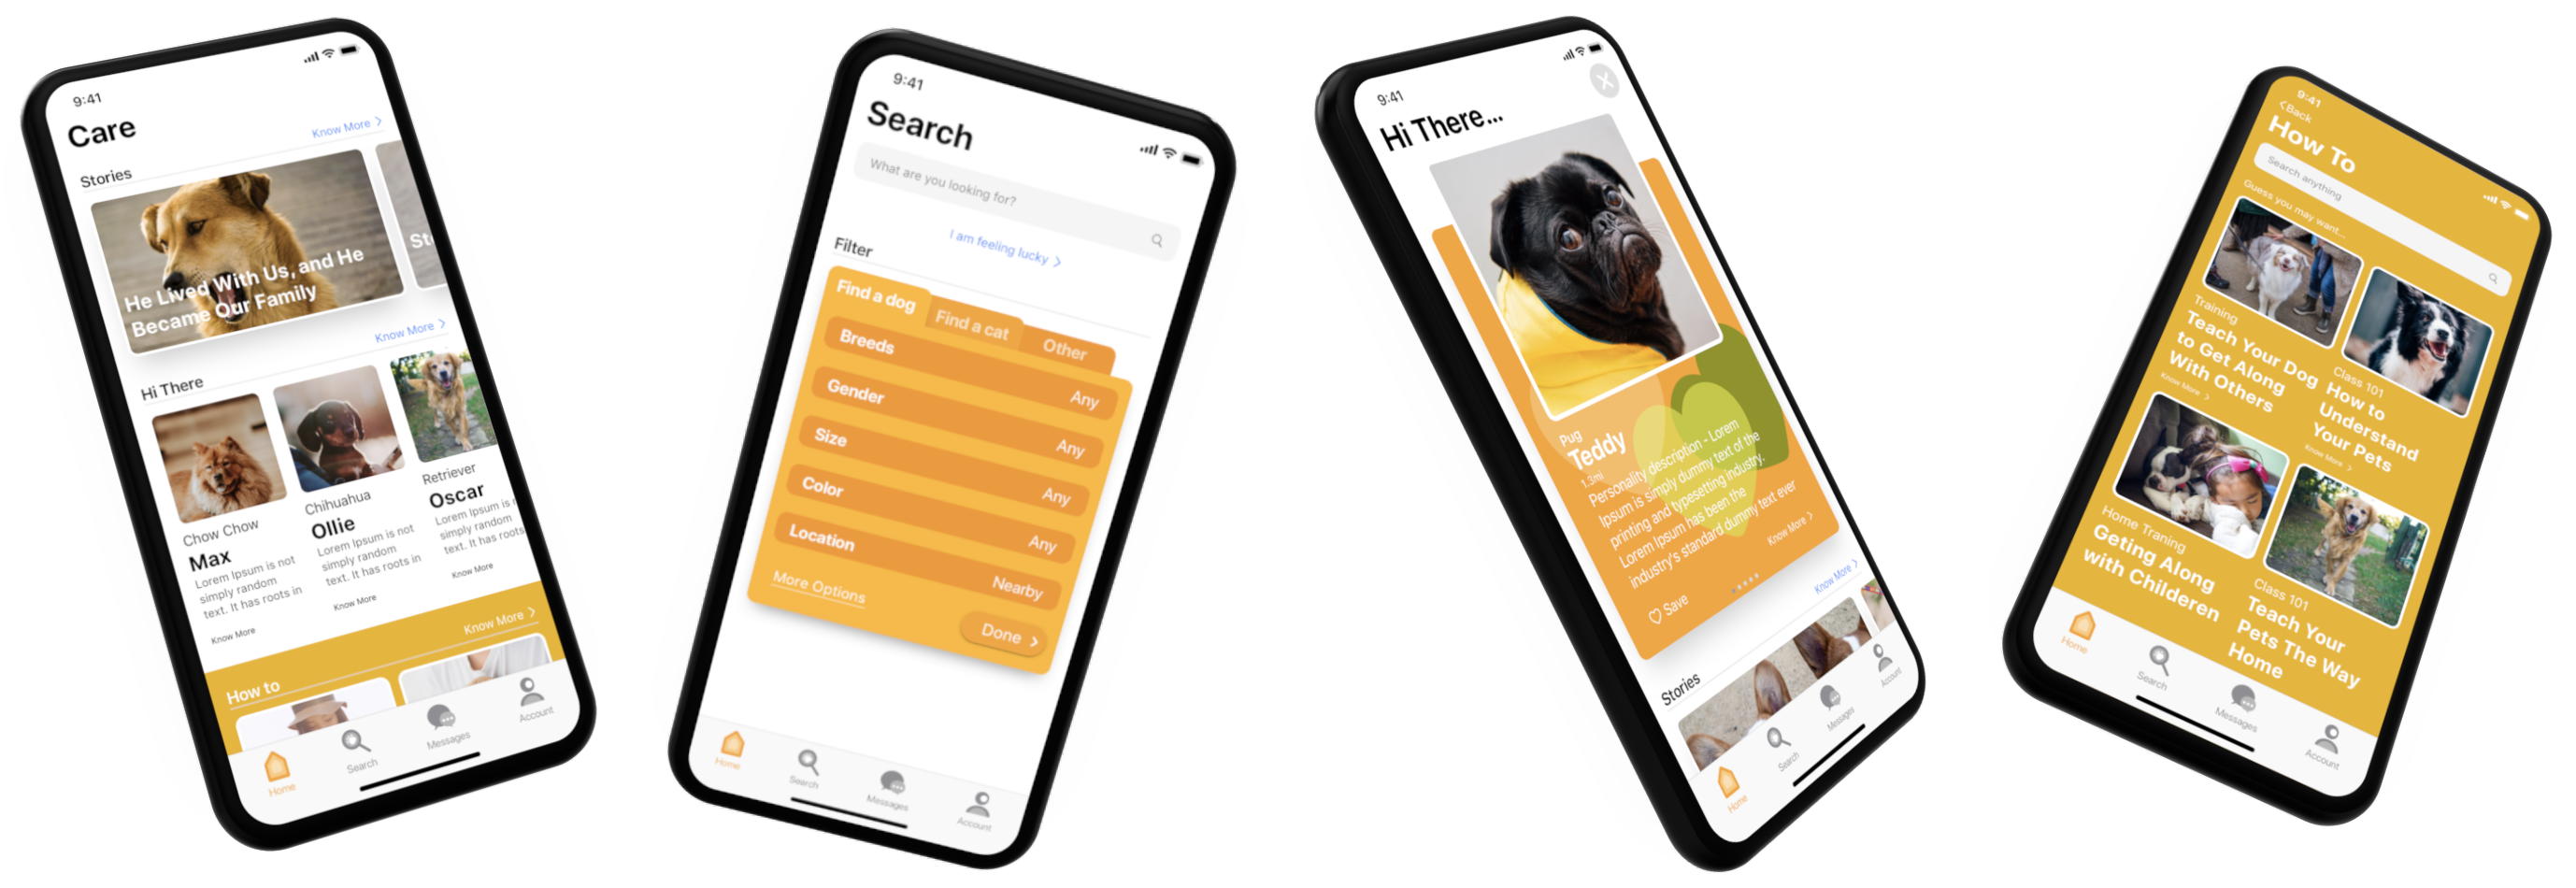 9:41
Care
Know More >
Stories
He Lived With Us, and He
Became Our Family
Know More >
Hi There
Chow Chow
Max
Lorem Ipsum is not
simply random
text. It has roots in
Know More
Chihuahua
Ollie
Lorem Ipsum is not
simply random
text. It has roots in
Know More
Retriever
Oscar
Lorem Ipsum is
simply random
text. It has roots
Know More
Know More >
How to
Home
Search
Messages
Account
9:41
Search
What are you looking for?
I am feeling lucky >
Filter
Find a dog
Find a cat
Other
Breeds
Any
Gender
Any
Size
Any
Color
Any
Location
Nearby
More Options
Done >
Home
Search
Messages
Account
9:41
Hi There...
Pug
Teddy
1.3mi
Personality description - Lorem
Ipsum is simply dummy text of the
printing and typesetting industry.
Lorem Ipsum has been the
industry's standard dummy text ever
Know More >
Save
Know More >
Stories
Home
Search
Messages
Account
9:41
< Back
How To
Search anything
Guess you may want...
Training
Teach Your Dog
to Get Along
With Others
Know More >
Class 101
How to
Understand
Your Pets
Know More >
Home Traning
Geting Along
with Childeren
Class 101
Teach Your
Pets The Way
Home
Home
Search
Messages
Account